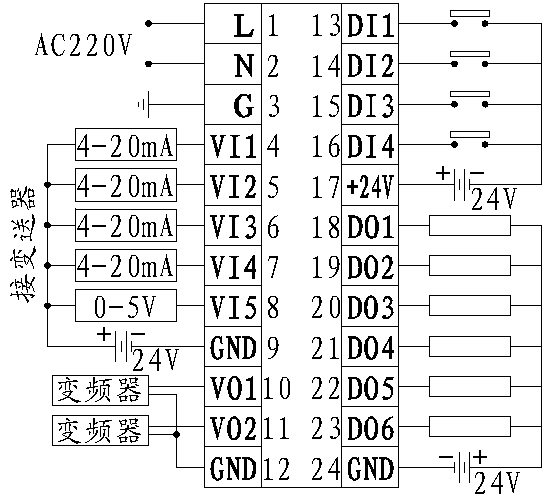 AC220V
L 1 13 DI1
N 2 14 DI2
G 3 15 DI3
4-20mA VI1 4 16 DI4
4-20mA VI2 5 17 +24V + - 24V
4-20mA VI3 6 18 DO1
4-20mA VI4 7 19 DO2
0-5V VI5 8 20 DO3
接变送器
+ - 24V GND 9 21 DO4
变频器 VO1 10 22 DO5
变频器 VO2 11 23 DO6
GND 12 24 GND - + 24V